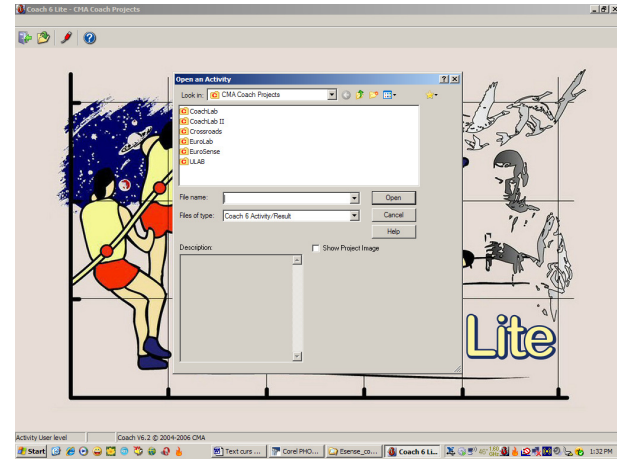 Coach 6 Lite - CMA Coach Projects
Open an Activity
Look in: CMA Coach Projects
CoachLab
CoachLab II
Crossroads
EuroLab
EuroSense
ULAB
File name: Open
Files of type: Coach 6 Activity/Result Cancel
Help
Description: Show Project Image
Lite
Activity User level Coach V6.2 © 2004-2006 CMA
Start Text curs ... Corel PHO... Esense_co... Coach 6 Li... 1:32 PM